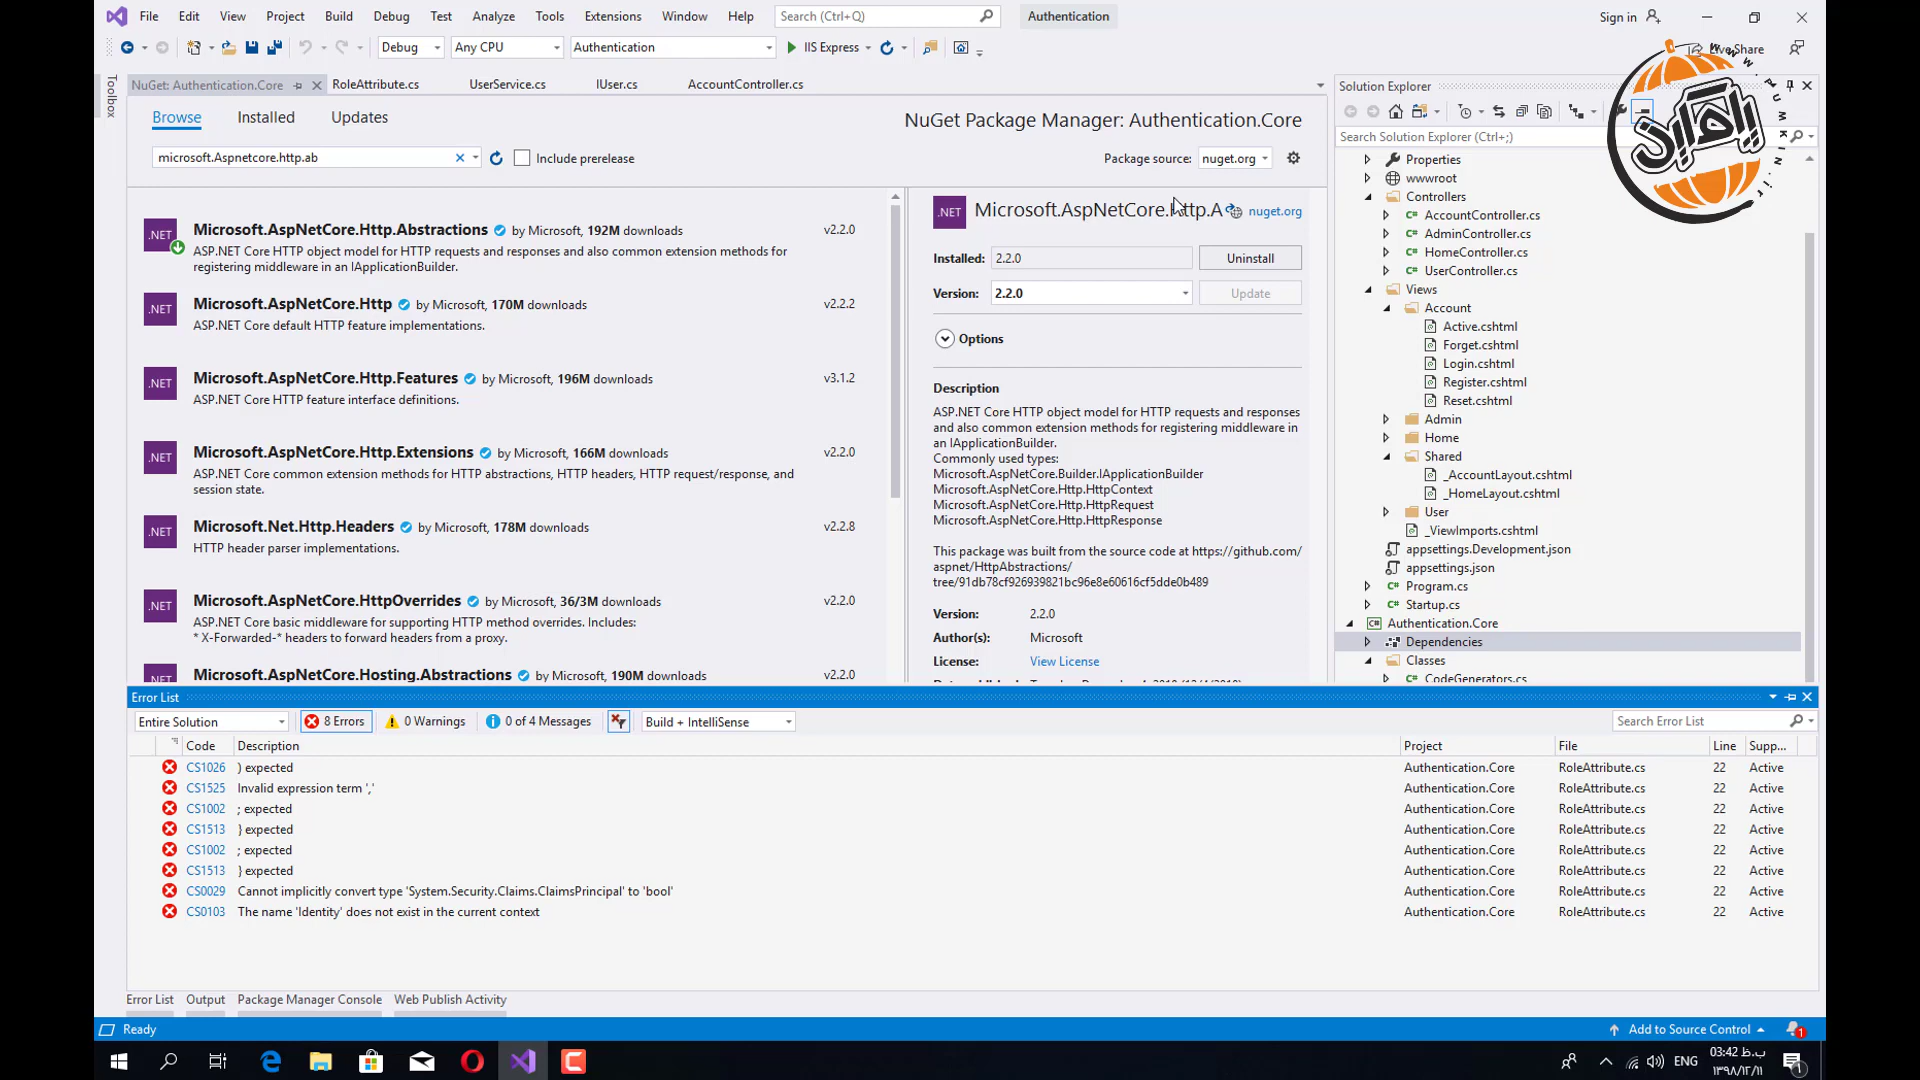 File Edit View Project Build Debug Test Analyze Tools Extensions Window Help Search (Ctrl+Q) Authentication Sign in
Debug Any CPU Authentication IIS Express Live Share
Toolbox
NuGet: Authentication.Core RoleAttribute.cs UserService.cs IUser.cs AccountController.cs
Browse Installed Updates
NuGet Package Manager: Authentication.Core
microsoft.Aspnetcore.http.ab Include prerelease
Package source: nuget.org
Microsoft.AspNetCore.Http.Abstractions by Microsoft, 192M downloads v2.2.0
ASP.NET Core HTTP object model for HTTP requests and responses and also common extension methods for
registering middleware in an IApplicationBuilder.
.NET
Microsoft.AspNetCore.Http by Microsoft, 170M downloads v2.2.2
ASP.NET Core default HTTP feature implementations.
.NET
Microsoft.AspNetCore.Http.Features by Microsoft, 196M downloads v3.1.2
ASP.NET Core HTTP feature interface definitions.
.NET
Microsoft.AspNetCore.Http.Extensions by Microsoft, 166M downloads v2.2.0
ASP.NET Core common extension methods for HTTP abstractions, HTTP headers, HTTP request/response, and
session state.
.NET
Microsoft.Net.Http.Headers by Microsoft, 178M downloads v2.2.8
HTTP header parser implementations.
.NET
Microsoft.AspNetCore.HttpOverrides by Microsoft, 36/3M downloads v2.2.0
ASP.NET Core basic middleware for supporting HTTP method overrides. Includes:
* X-Forwarded-* headers to forward headers from a proxy.
.NET
Microsoft.AspNetCore.Hosting.Abstractions by Microsoft, 190M downloads v2.2.0
.NET Microsoft.AspNetCore.Http.A nuget.org
Installed: 2.2.0 Uninstall
Version: 2.2.0 Update
Options
Description
ASP.NET Core HTTP object model for HTTP requests and responses
and also common extension methods for registering middleware in
an IApplicationBuilder.
Commonly used types:
Microsoft.AspNetCore.Builder.IApplicationBuilder
Microsoft.AspNetCore.Http.HttpContext
Microsoft.AspNetCore.Http.HttpRequest
Microsoft.AspNetCore.Http.HttpResponse
This package was built from the source code at https://github.com/
aspnet/HttpAbstractions/
tree/91db78cf926939821bc96e8e60616cf5dde0b489
Version: 2.2.0
Author(s): Microsoft
License: View License
Solution Explorer
Search Solution Explorer (Ctrl+;)
Properties
wwwroot
Controllers
AccountController.cs
AdminController.cs
HomeController.cs
UserController.cs
Views
Account
Active.cshtml
Forget.cshtml
Login.cshtml
Register.cshtml
Reset.cshtml
Admin
Home
Shared
_AccountLayout.cshtml
_HomeLayout.cshtml
User
_ViewImports.cshtml
appsettings.Development.json
appsettings.json
Program.cs
Startup.cs
Authentication.Core
Dependencies
Classes
CodeGenerators.cs
Error List
Entire Solution 8 Errors 0 Warnings 0 of 4 Messages Build + IntelliSense Search Error List
Code Description Project File Line Supp...
CS1026 ) expected Authentication.Core RoleAttribute.cs 22 Active
CS1525 Invalid expression term ',' Authentication.Core RoleAttribute.cs 22 Active
CS1002 ; expected Authentication.Core RoleAttribute.cs 22 Active
CS1513 } expected Authentication.Core RoleAttribute.cs 22 Active
CS1002 ; expected Authentication.Core RoleAttribute.cs 22 Active
CS1513 } expected Authentication.Core RoleAttribute.cs 22 Active
CS0029 Cannot implicitly convert type 'System.Security.Claims.ClaimsPrincipal' to 'bool' Authentication.Core RoleAttribute.cs 22 Active
CS0103 The name 'Identity' does not exist in the current context Authentication.Core RoleAttribute.cs 22 Active
Error List Output Package Manager Console Web Publish Activity
Ready Add to Source Control 1
ENG 03:42 ب.ظ
۱۳۹۸/۱۲/۱۱ 1